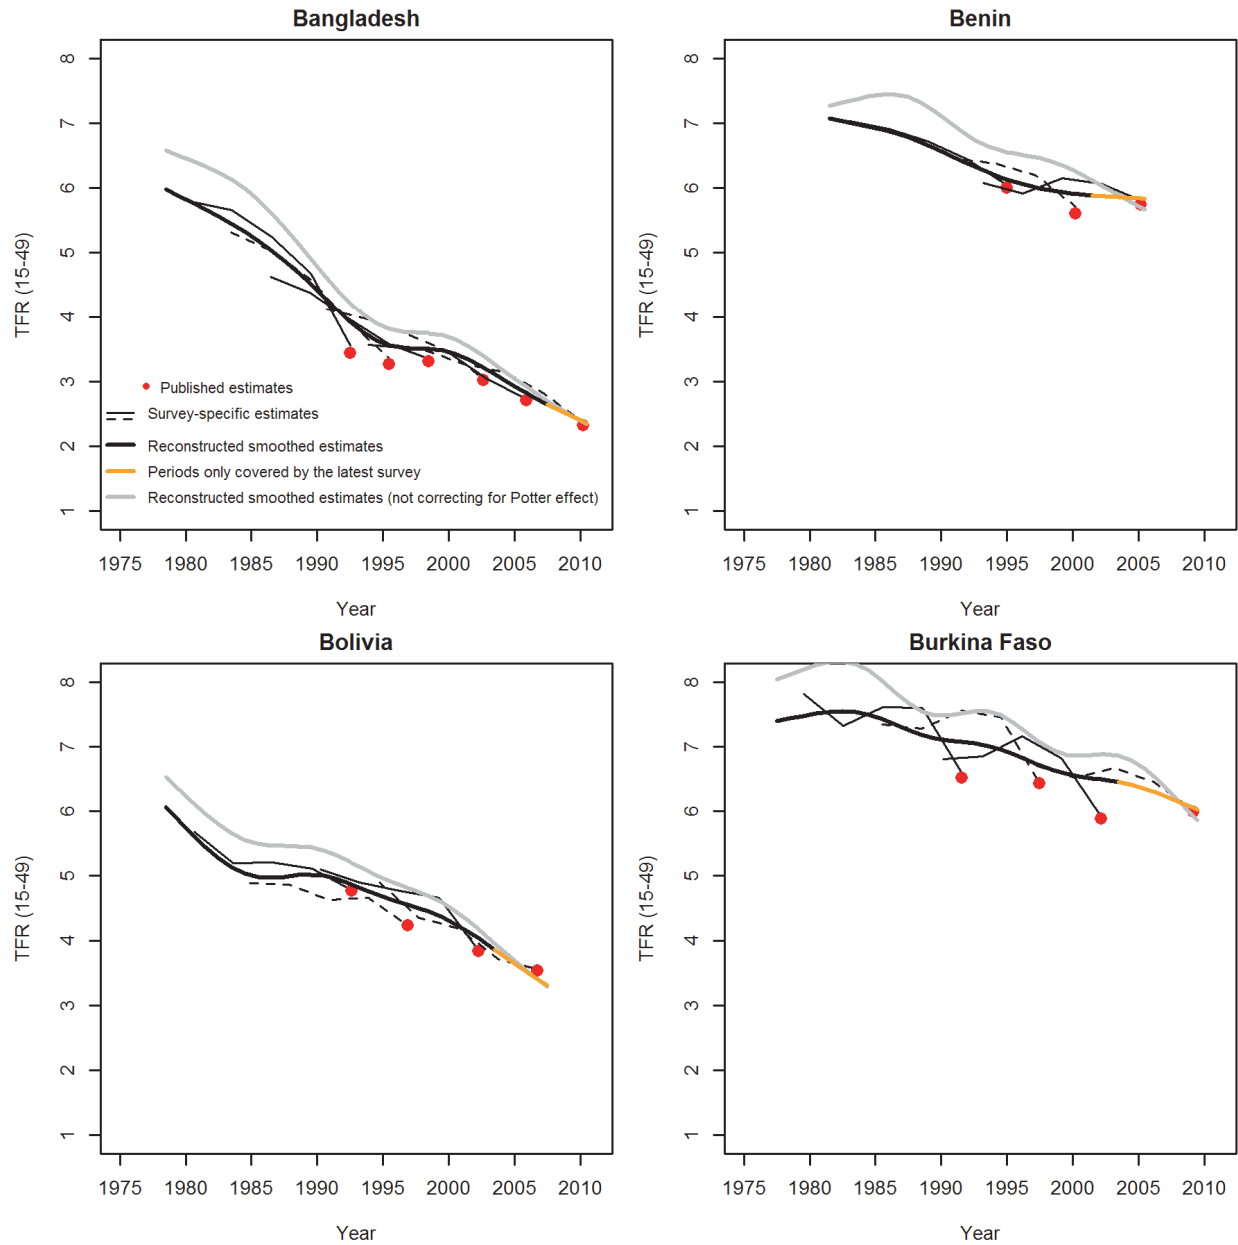 Bangladesh
8
7
6
5
4
3
2
1
TFR (15-49)
Published estimates
Survey-specific estimates
Reconstructed smoothed estimates
Periods only covered by the latest survey
Reconstructed smoothed estimates (not correcting for Potter effect)
1975 1980 1985 1990 1995 2000 2005 2010
Year
Benin
8
7
6
5
4
3
2
1
TFR (15-49)
1975 1980 1985 1990 1995 2000 2005 2010
Year
Bolivia
8
7
6
5
4
3
2
1
TFR (15-49)
1975 1980 1985 1990 1995 2000 2005 2010
Year
Burkina Faso
8
7
6
5
4
3
2
1
TFR (15-49)
1975 1980 1985 1990 1995 2000 2005 2010
Year